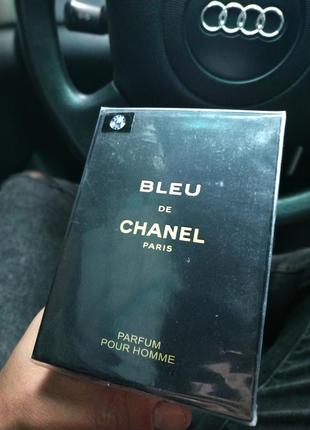 BLEU
DE
CHANEL
PARIS
PARFUM
POUR HOMME